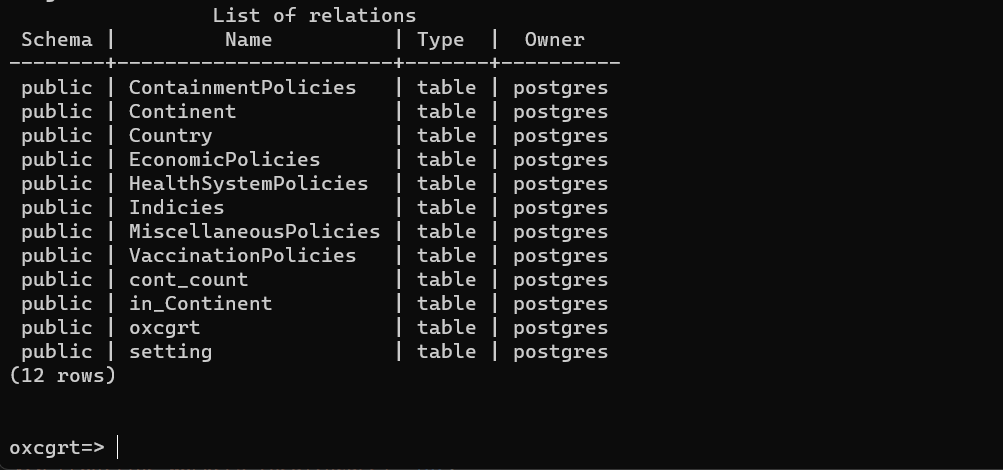 List of relations
Schema | Name | Type | Owner
--------+-----------------------+-------+----------
public | ContainmentPolicies | table | postgres
public | Continent | table | postgres
public | Country | table | postgres
public | EconomicPolicies | table | postgres
public | HealthSystemPolicies | table | postgres
public | Indicies | table | postgres
public | MiscellaneousPolicies | table | postgres
public | VaccinationPolicies | table | postgres
public | cont_count | table | postgres
public | in_Continent | table | postgres
public | oxcgrt | table | postgres
public | setting | table | postgres
(12 rows)
oxcgrt=>